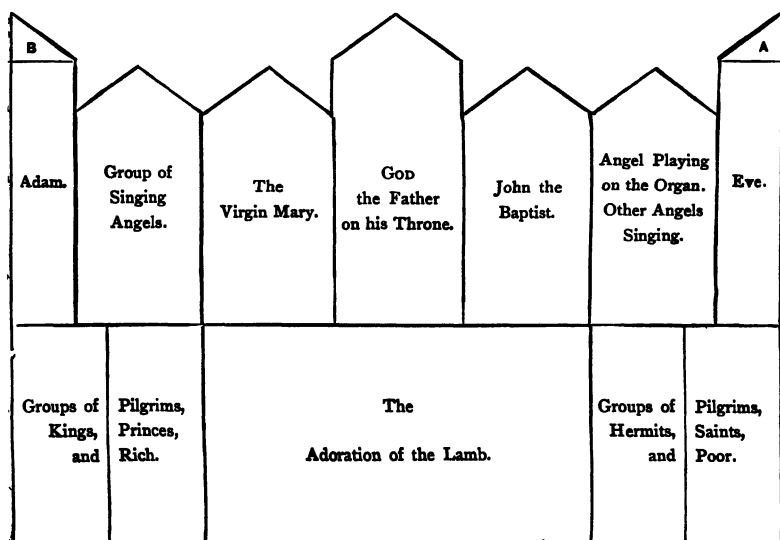 B
A
Adam.
Group of
Singing
Angels.
The
Virgin Mary.
GOD
the Father
on his Throne.
John the
Baptist.
Angel Playing
on the Organ.
Other Angels
Singing.
Eve.
Groups of
Kings,
and
Pilgrims,
Princes,
Rich.
The
Adoration of the Lamb.
Groups of
Hermits,
and
Pilgrims,
Saints,
Poor.